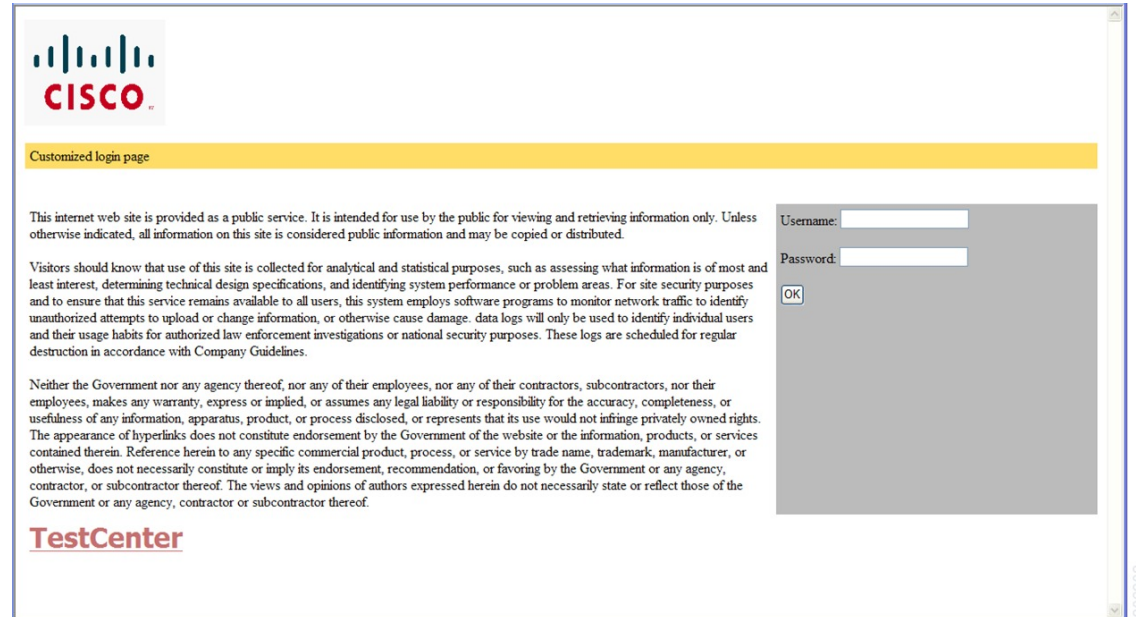 CISCO
Customized login page
This internet web site is provided as a public service. It is intended for use by the public for viewing and retrieving information only. Unless
otherwise indicated, all information on this site is considered public information and may be copied or distributed.
Visitors should know that use of this site is collected for analytical and statistical purposes, such as assessing what information is of most and
least interest, determining technical design specifications, and identifying system performance or problem areas. For site security purposes
and to ensure that this service remains available to all users, this system employs software programs to monitor network traffic to identify
unauthorized attempts to upload or change information, or otherwise cause damage. data logs will only be used to identify individual users
and their usage habits for authorized law enforcement investigations or national security purposes. These logs are scheduled for regular
destruction in accordance with Company Guidelines.
Neither the Government nor any agency thereof, nor any of their employees, nor any of their contractors, subcontractors, nor their
employees, makes any warranty, express or implied, or assumes any legal liability or responsibility for the accuracy, completeness, or
usefulness of any information, apparatus, product, or process disclosed, or represents that its use would not infringe privately owned rights.
The appearance of hyperlinks does not constitute endorsement by the Government of the website or the information, products, or services
contained therein. Reference herein to any specific commercial product, process, or service by trade name, trademark, manufacturer, or
otherwise, does not necessarily constitute or imply its endorsement, recommendation, or favoring by the Government or any agency,
contractor, or subcontractor thereof. The views and opinions of authors expressed herein do not necessarily state or reflect those of the
Government or any agency, contractor or subcontractor thereof.
TestCenter
Username:
Password:
OK